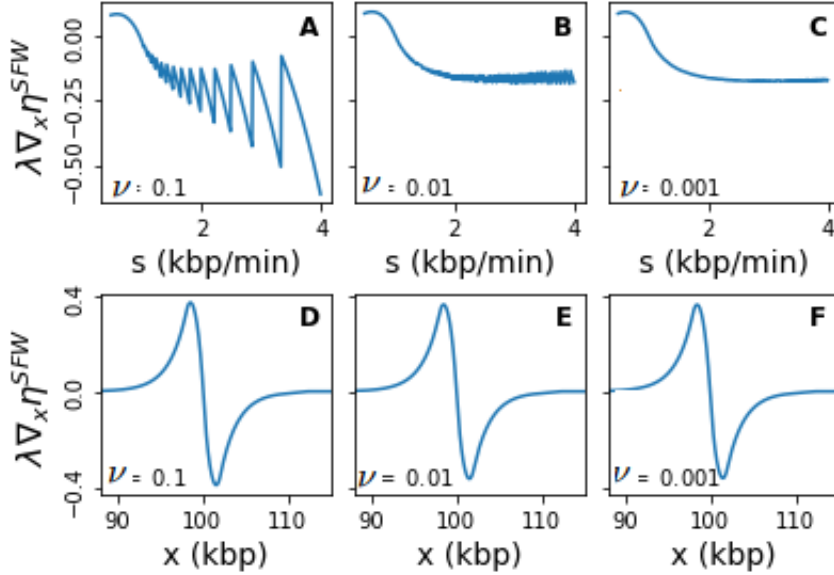 λ∇ₓη^SFW
0.00
−0.25
−0.50
A
ν = 0.1
2
4
s (kbp/min)
B
ν = 0.01
2
4
s (kbp/min)
C
ν = 0.001
2
4
s (kbp/min)
λ∇ₓη^SFW
0.4
0.0
−0.4
D
ν = 0.1
90
100
110
x (kbp)
E
ν = 0.01
90
100
110
x (kbp)
F
ν = 0.001
90
100
110
x (kbp)